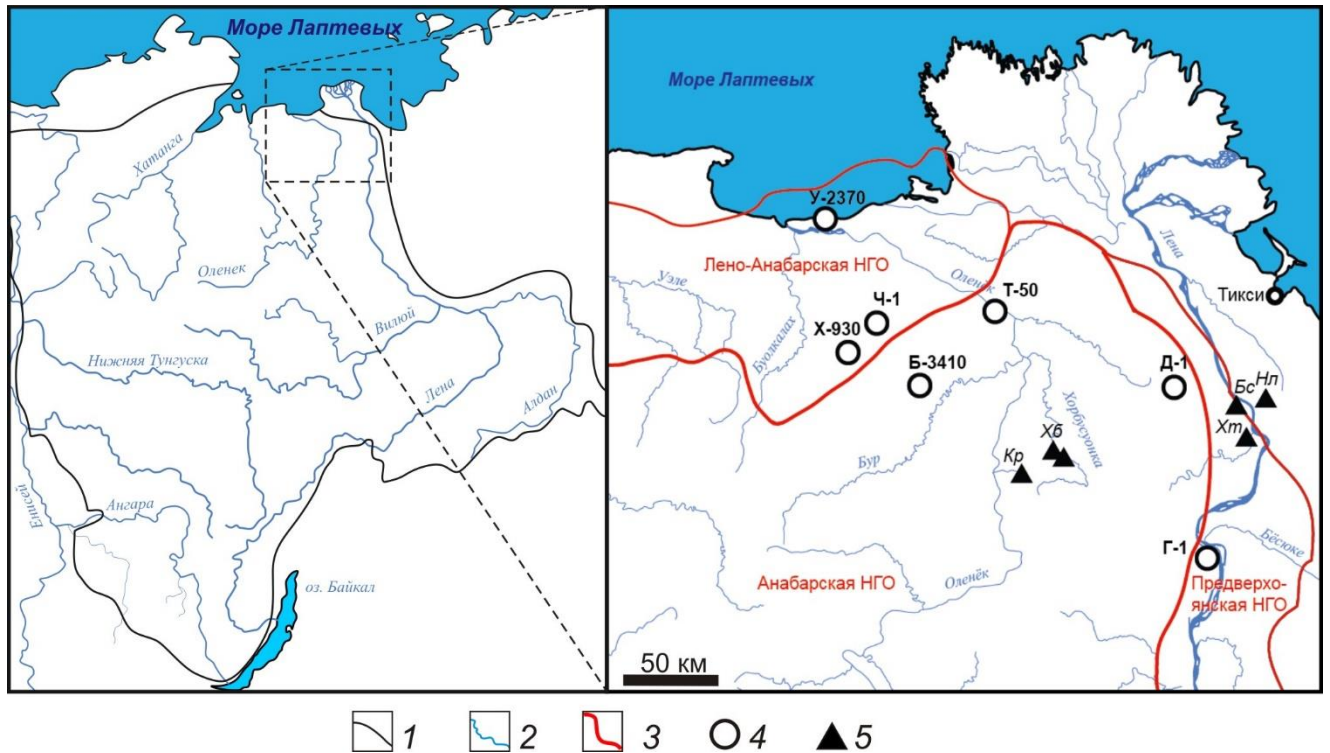 Море Лаптевых
Хатанга
Оленек
Вилюй
Нижняя Тунгуска
Лена
Алдан
Енисей
Ангара
оз. Байкал
Море Лаптевых
У-2370
Лено-Анабарская НГО
Лена
Тикси
Уэле
Оленёк
Т-50
Ч-1
Х-930
Буолкалах
Б-3410
Д-1
Бс
Нл
Хт
Хорбусуонка
Хб
Кр
Бур
Г-1
Бёсюке
Анабарская НГО
Оленёк
Предверхо-
янская НГО
50 км
1
2
3
4
5